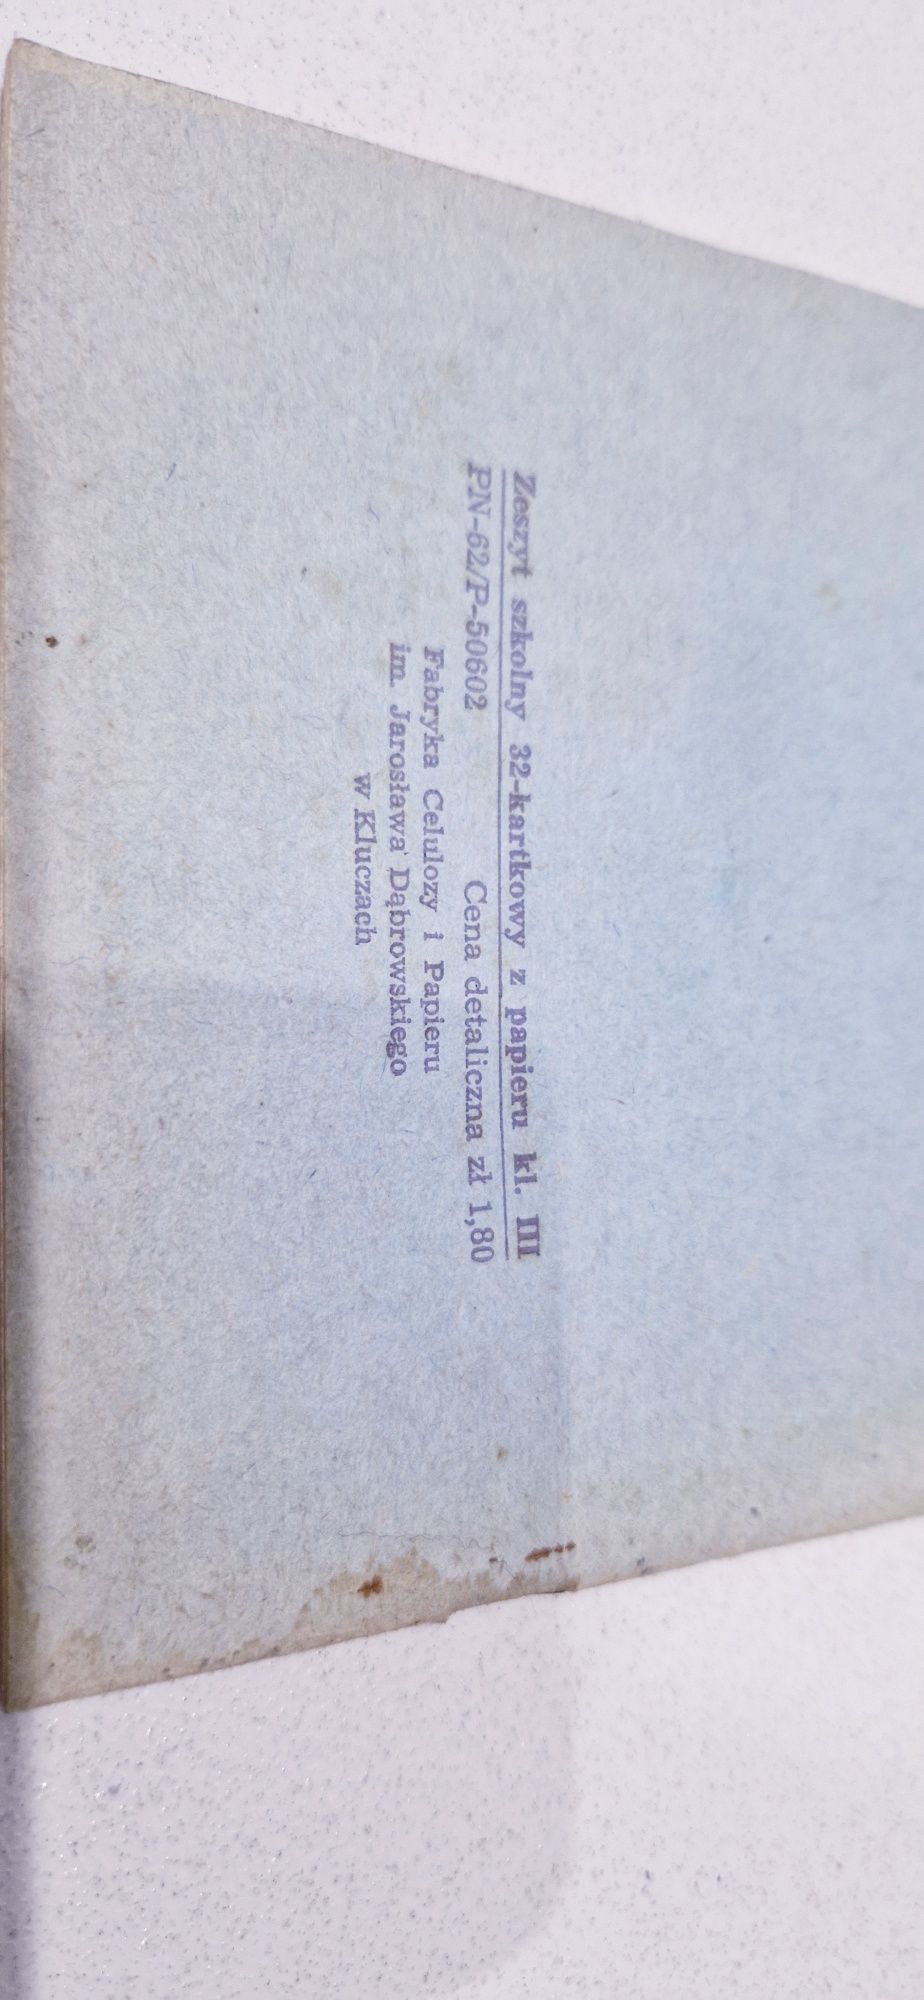 Zeszyt szkolny 32-kartkowy z papieru kl. III
PN-62/P-50602 Cena detaliczna zł 1,80
Fabryka Celulozy i Papieru
im. Jarosława Dąbrowskiego
w Kluczach